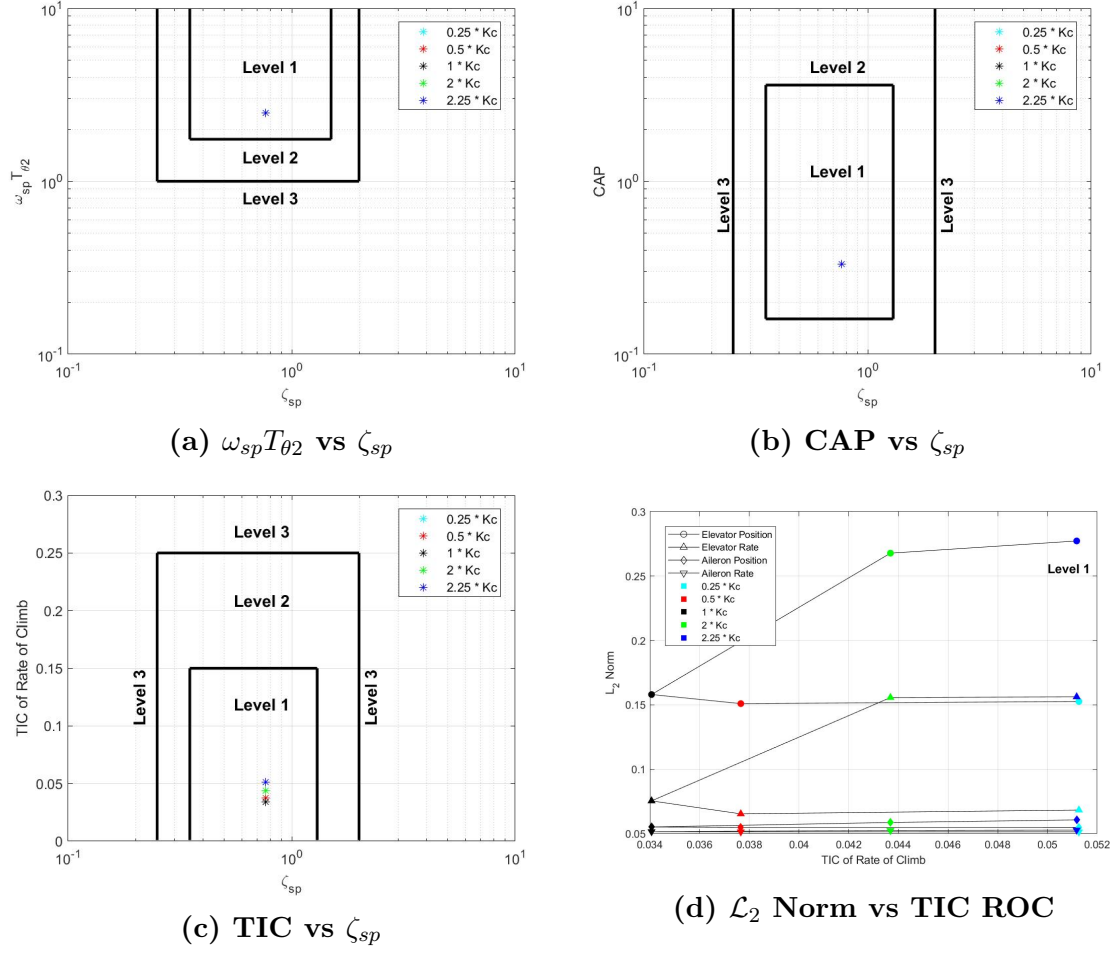 10^1
10^0
10^-1
10^-1
10^0
10^1
ω_sp T_θ2
ζ_sp
Level 1
Level 2
Level 3
0.25 * Kc
0.5 * Kc
1 * Kc
2 * Kc
2.25 * Kc
(a) ω_sp T_θ2 vs ζ_sp
10^1
10^0
10^-1
10^-1
10^0
10^1
CAP
ζ_sp
Level 2
Level 1
Level 3
Level 3
0.25 * Kc
0.5 * Kc
1 * Kc
2 * Kc
2.25 * Kc
(b) CAP vs ζ_sp
0.3
0.25
0.2
0.15
0.1
0.05
0
10^-1
10^0
10^1
TIC of Rate of Climb
ζ_sp
Level 3
Level 2
Level 1
Level 3
Level 3
0.25 * Kc
0.5 * Kc
1 * Kc
2 * Kc
2.25 * Kc
(c) TIC vs ζ_sp
0.3
0.25
0.2
0.15
0.1
0.05
0.034
0.036
0.038
0.04
0.042
0.044
0.046
0.048
0.05
0.052
L_2 Norm
TIC of Rate of Climb
Elevator Position
Elevator Rate
Aileron Position
Aileron Rate
0.25 * Kc
0.5 * Kc
1 * Kc
2 * Kc
2.25 * Kc
Level 1
(d) ℒ_2 Norm vs TIC ROC